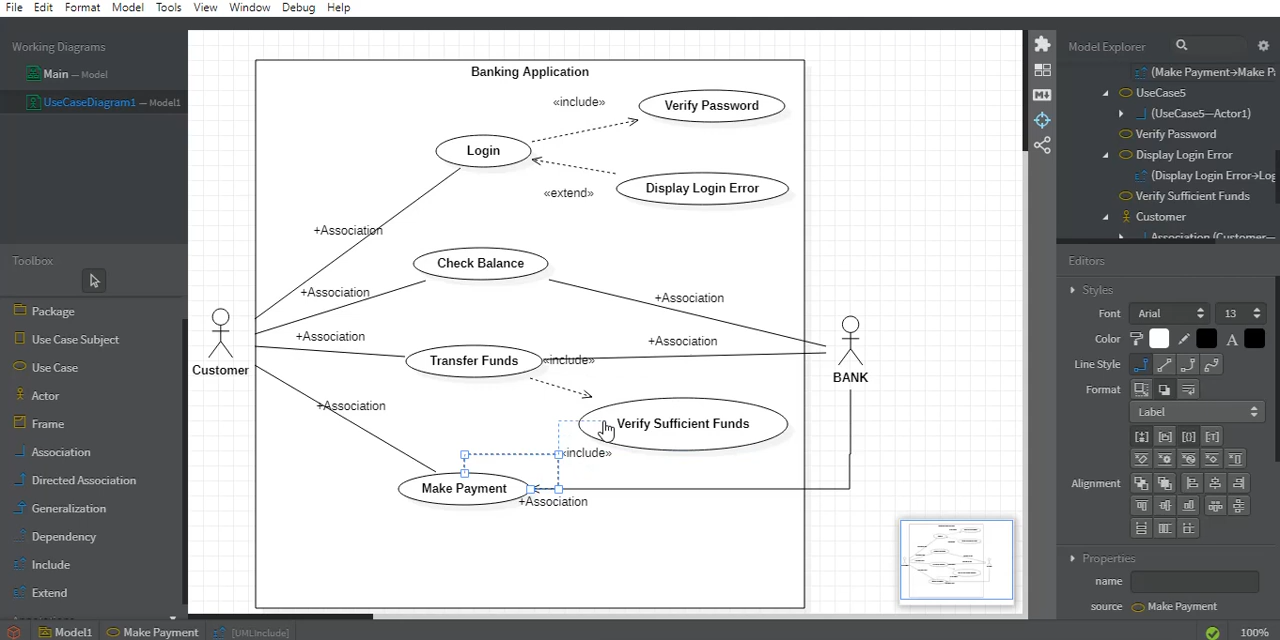 File Edit Format Model Tools View Window Debug Help
Working Diagrams
Main — Model
UseCaseDiagram1 — Model1
Toolbox
Package
Use Case Subject
Use Case
Actor
Frame
Association
Directed Association
Generalization
Dependency
Include
Extend
Banking Application
«include»
Verify Password
Login
«extend»
Display Login Error
+Association
Check Balance
+Association
+Association
+Association
+Association
Transfer Funds
«include»
Customer
BANK
+Association
Verify Sufficient Funds
«include»
Make Payment
+Association
Model Explorer
(Make Payment→Make P
UseCase5
(UseCase5—Actor1)
Verify Password
Display Login Error
(Display Login Error→Log
Verify Sufficient Funds
Customer
Association (Customer—
Editors
Styles
Font Arial 13
Color A
Line Style
Format
Label
Alignment
Properties
name
source Make Payment
Model1 Make Payment [UMLInclude]
100%